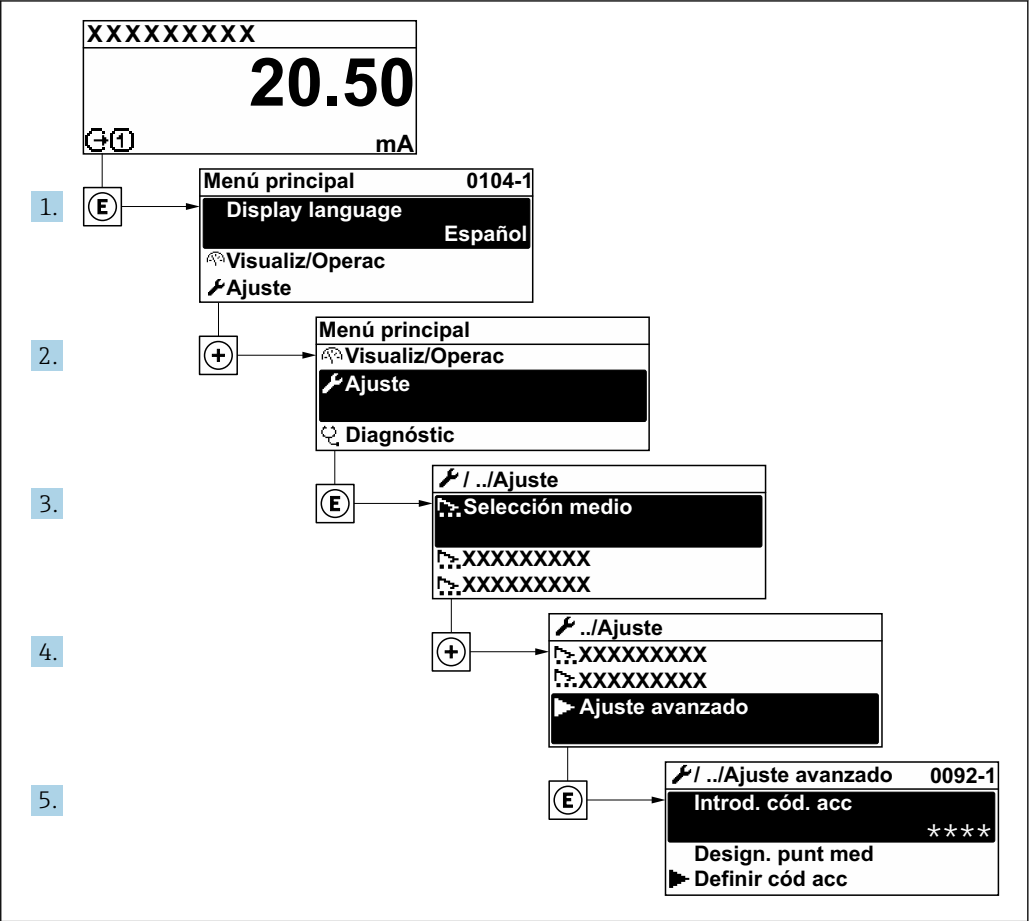 XXXXXXXXX
20.50
1
mA
1.
E
Menú principal 0104-1
Display language
Español
Visualiz/Operac
Ajuste
2.
+
Menú principal
Visualiz/Operac
Ajuste
Diagnóstic
3.
E
/ ../Ajuste
Selección medio
XXXXXXXXX
XXXXXXXXX
4.
+
../Ajuste
XXXXXXXXX
XXXXXXXXX
Ajuste avanzado
5.
E
/ ../Ajuste avanzado 0092-1
Introd. cód. acc
****
Design. punt med
Definir cód acc